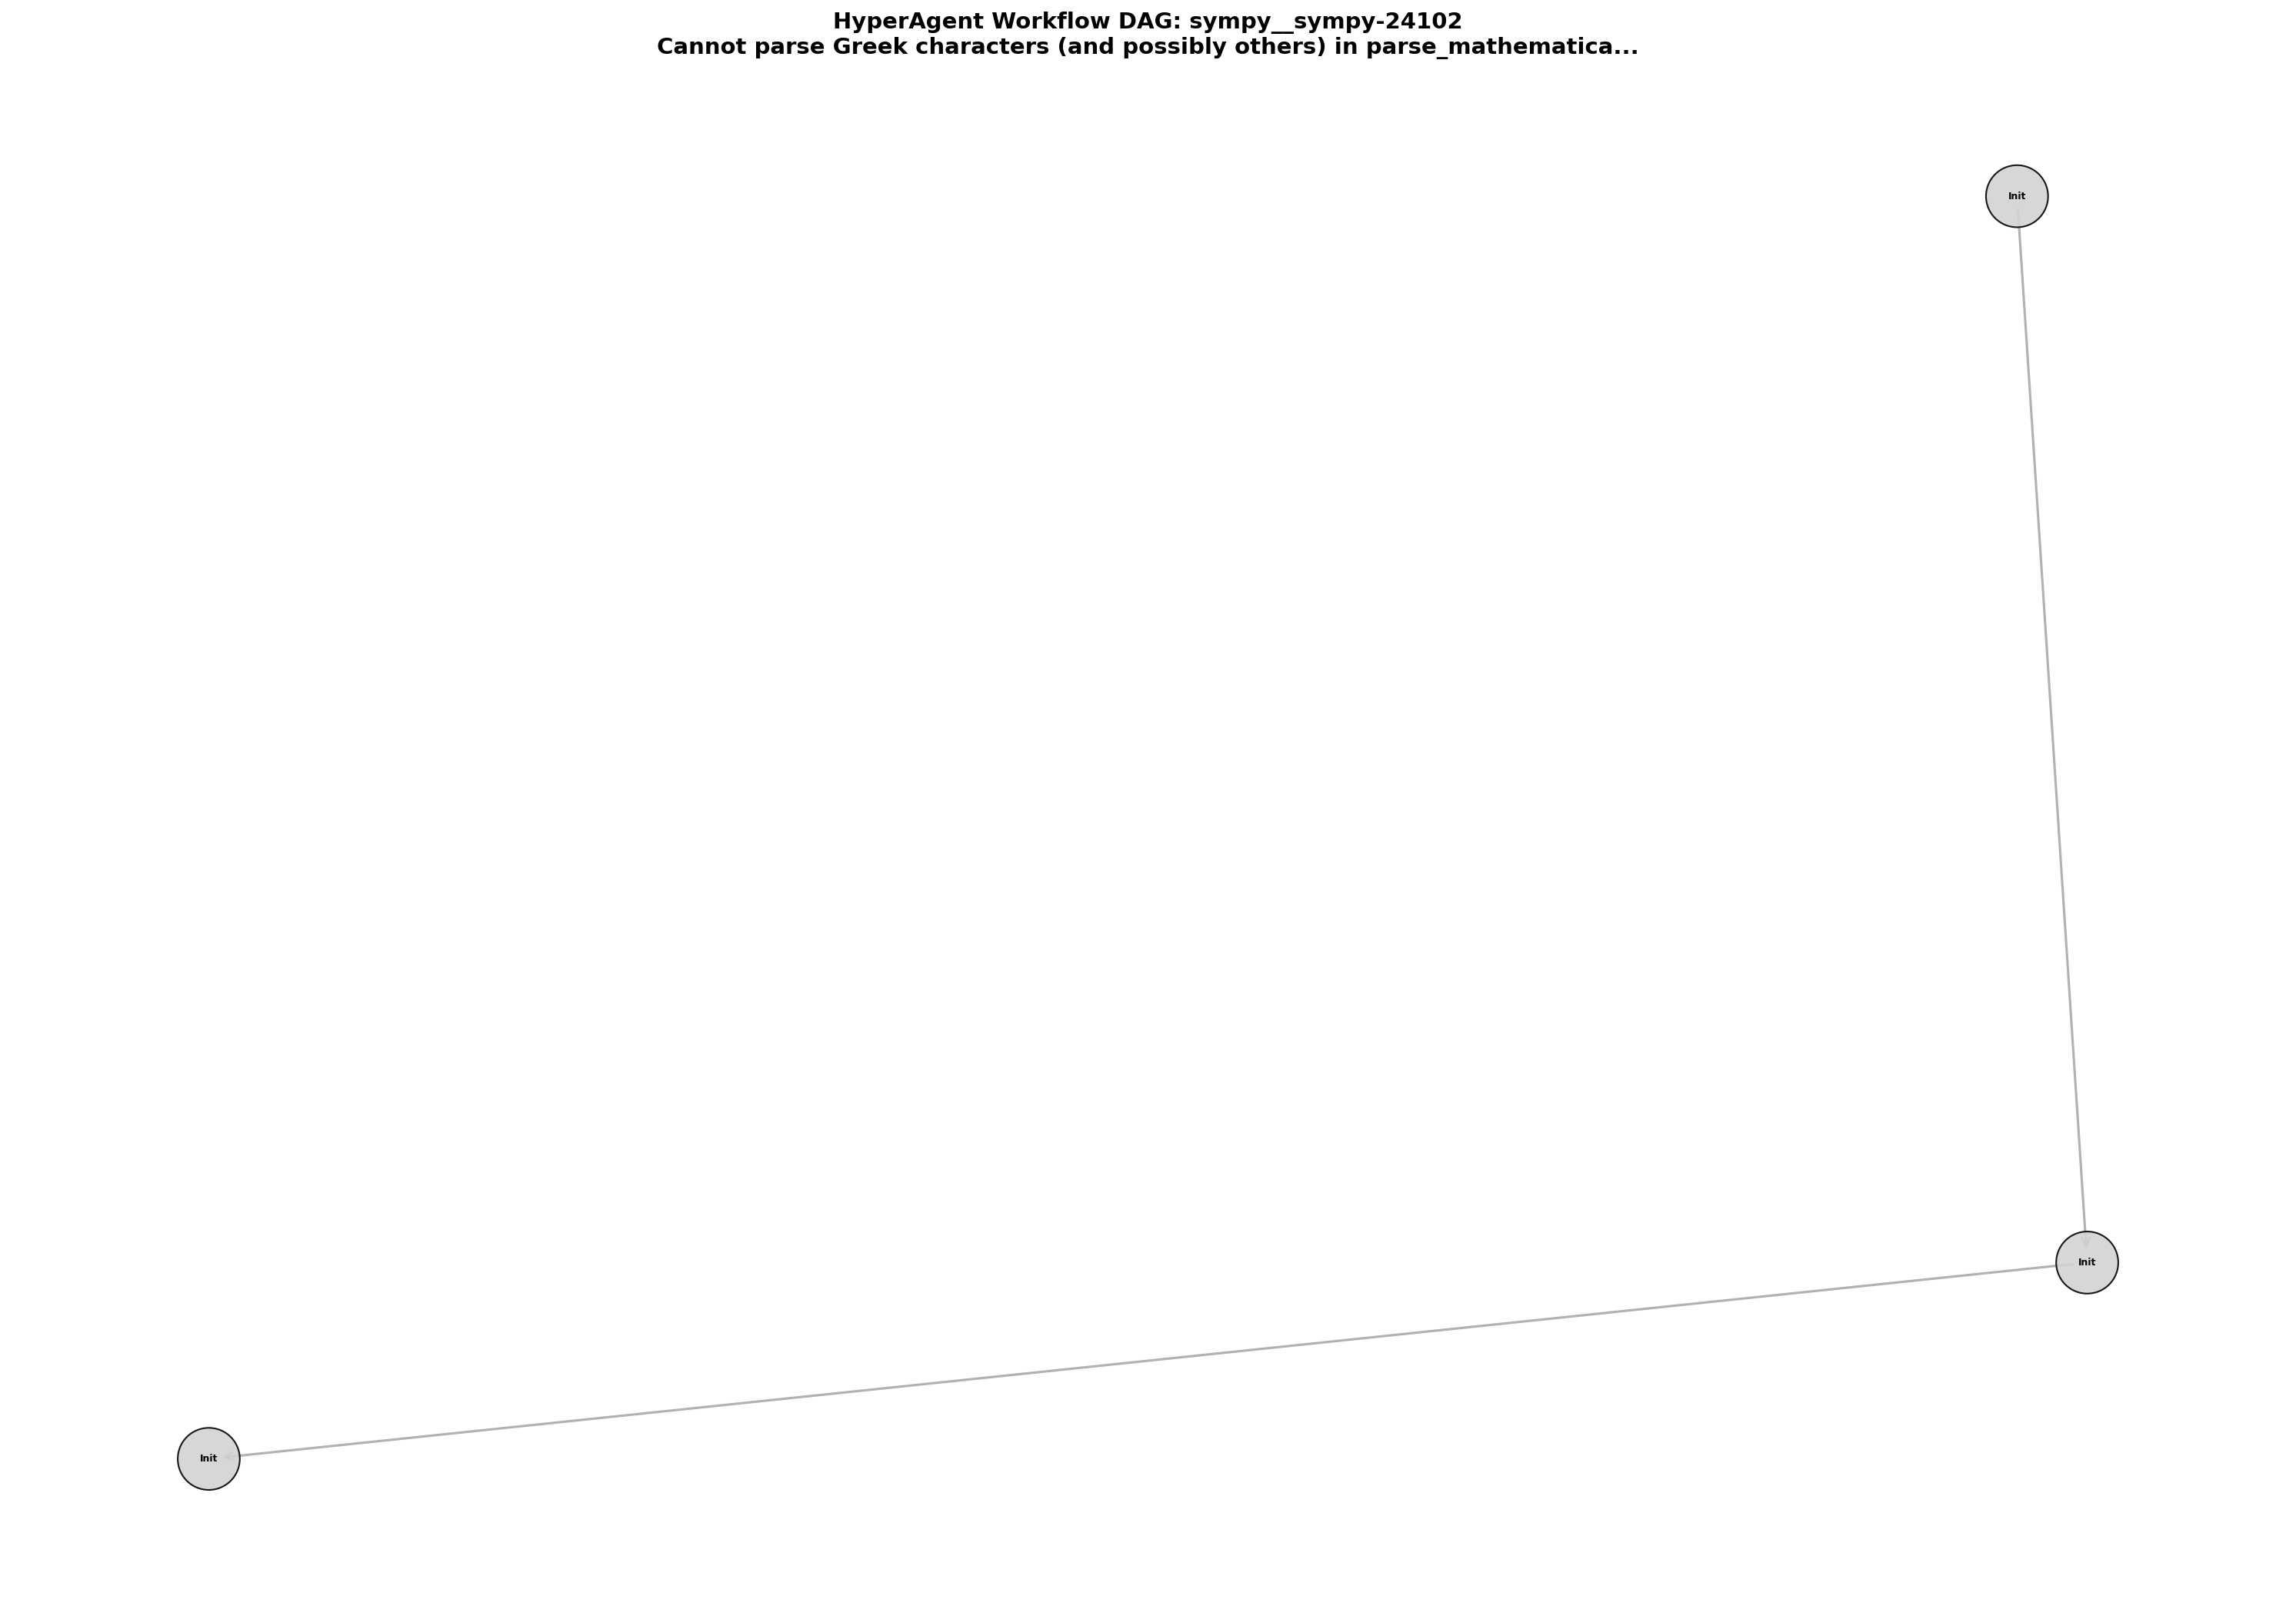 HyperAgent Workflow DAG: sympy__sympy-24102
Cannot parse Greek characters (and possibly others) in parse_mathematica...
Init
Init
Init